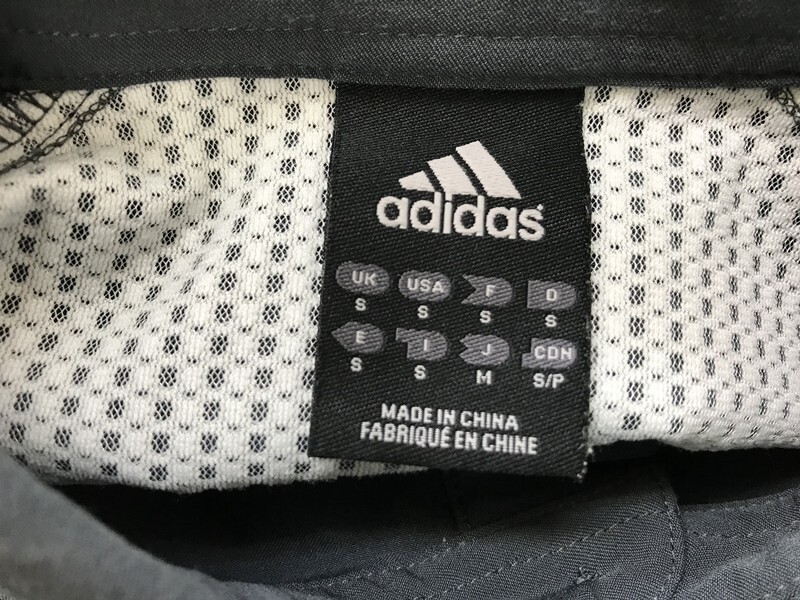 adidas
UK USA F D
S S S S
E I J CDN
S S M S/P
MADE IN CHINA
FABRIQUÉ EN CHINE